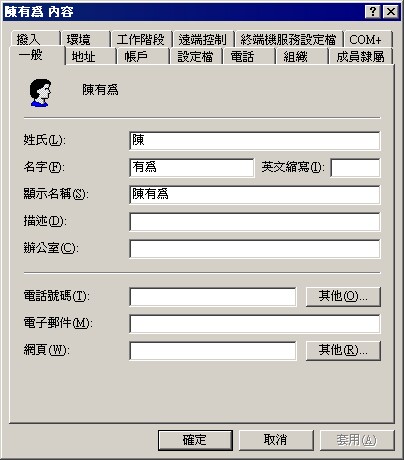 陳有為 內容
撥入 環境 工作階段 遠端控制 終端機服務設定檔 COM+
一般 地址 帳戶 設定檔 電話 組織 成員隸屬
陳有為
姓氏(L): 陳
名字(F): 有為 英文縮寫(I):
顯示名稱(S): 陳有為
描述(D):
辦公室(C):
電話號碼(T): 其他(O)...
電子郵件(M):
網頁(W): 其他(R)...
確定 取消 套用(A)